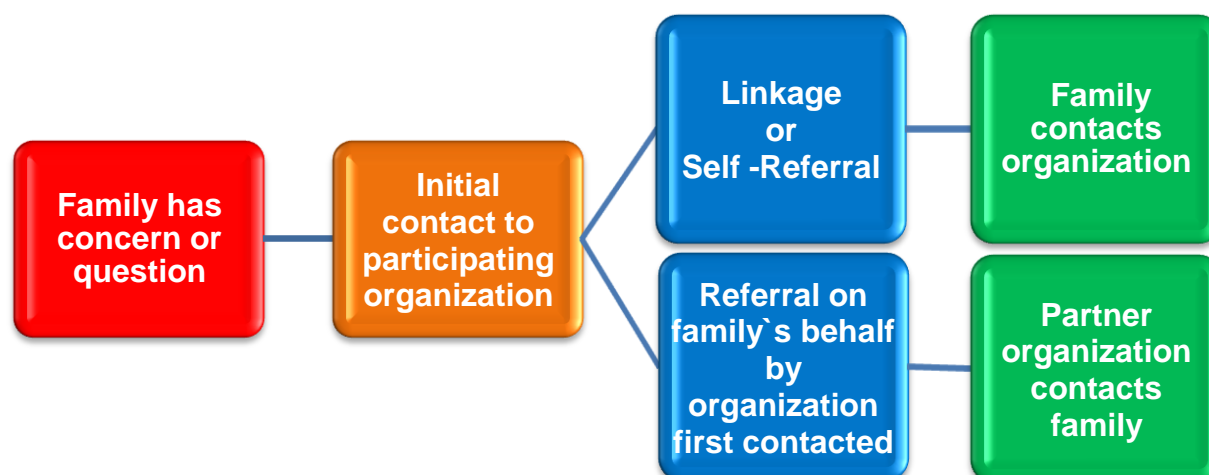 Family has
concern or
question
Initial
contact to
participating
organization
Linkage
or
Self -Referral
Family
contacts
organization
Referral on
family`s behalf
by
organization
first contacted
Partner
organization
contacts
family